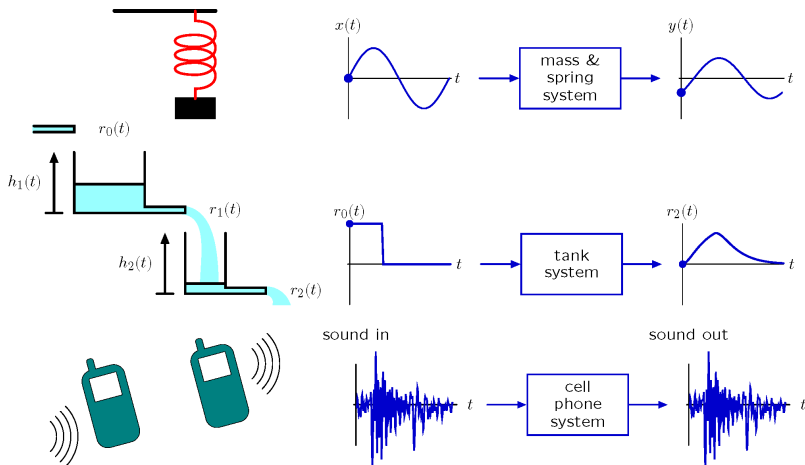 x(t)
t
mass &
spring
system
y(t)
t
r₀(t)
h₁(t)
r₁(t)
h₂(t)
r₂(t)
r₀(t)
t
tank
system
r₂(t)
t
sound in
t
cell
phone
system
sound out
t